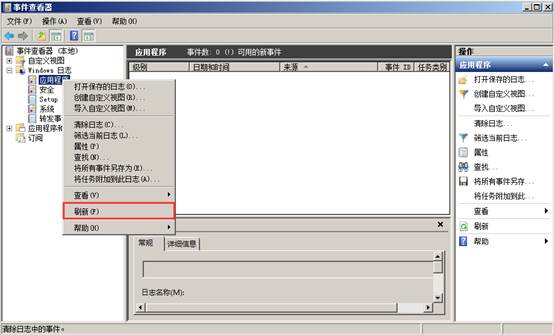 事件查看器
文件(F) 操作(A) 查看(V) 帮助(H)
事件查看器 (本地)
自定义视图
Windows 日志
应用程序
安全
Setup
系统
转发事
应用程序和
订阅
应用程序 事件数: 0 (!) 可用的新事件
级别 日期和时间 来源 事件 ID 任务类别
打开保存的日志(O)...
创建自定义视图(R)...
导入自定义视图(M)...
清除日志(C)...
筛选当前日志(L)...
属性(P)
查找(N)...
将所有事件另存为(E)...
将任务附加到此日志(A)...
查看(V)
刷新(F)
帮助(H)
常规 详细信息
日志名称(M):
操作
应用程序
打开保存的日志...
创建自定义视图...
导入自定义视图...
清除日志...
筛选当前日志...
属性
查找...
将所有事件另存...
将任务附加到此...
查看
刷新
帮助
清除日志中的事件。